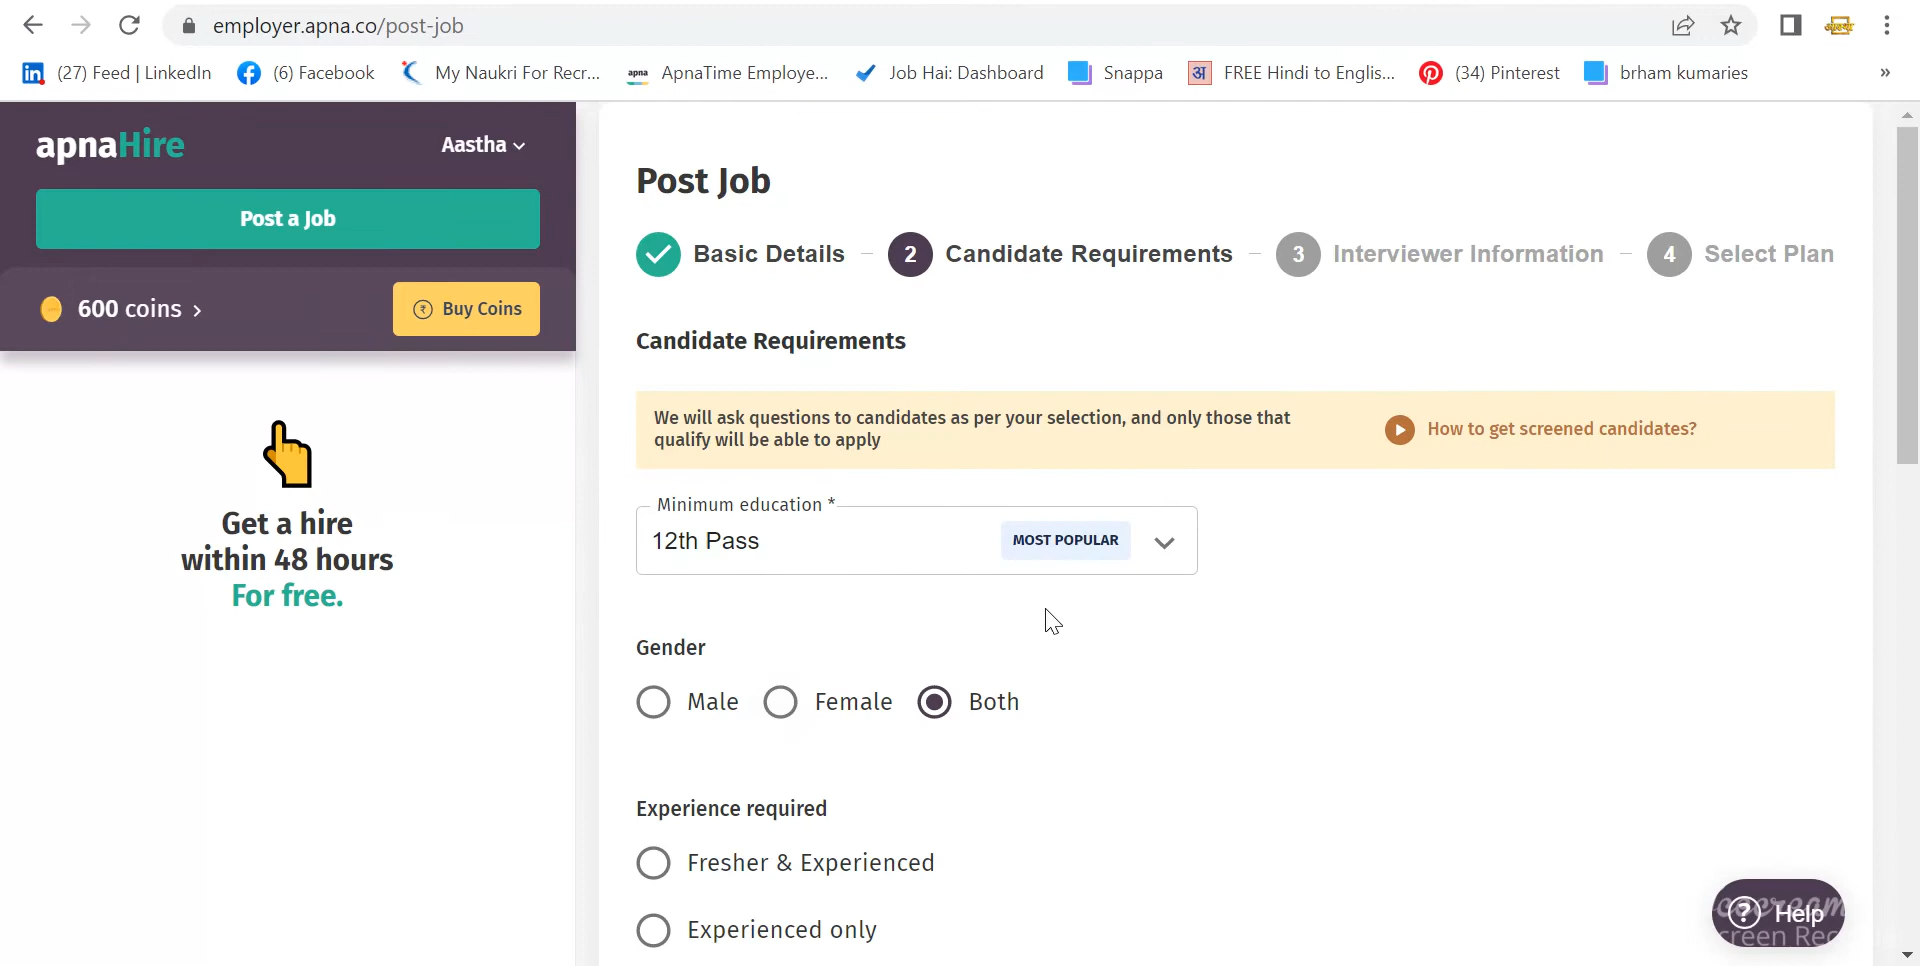 employer.apna.co/post-job
(27) Feed | LinkedIn
(6) Facebook
My Naukri For Recr...
apna
ApnaTime Employe...
Job Hai: Dashboard
Snappa
अ
FREE Hindi to Englis...
(34) Pinterest
brham kumaries
»
apnaHire
Aastha
Post a Job
600 coins
Buy Coins
Get a hire
within 48 hours
For free.
Post Job
Basic Details
2 Candidate Requirements
3 Interviewer Information
4 Select Plan
Candidate Requirements
We will ask questions to candidates as per your selection, and only those that
qualify will be able to apply
How to get screened candidates?
Minimum education *
12th Pass
MOST POPULAR
Gender
Male
Female
Both
Experience required
Fresher & Experienced
Experienced only
? Help